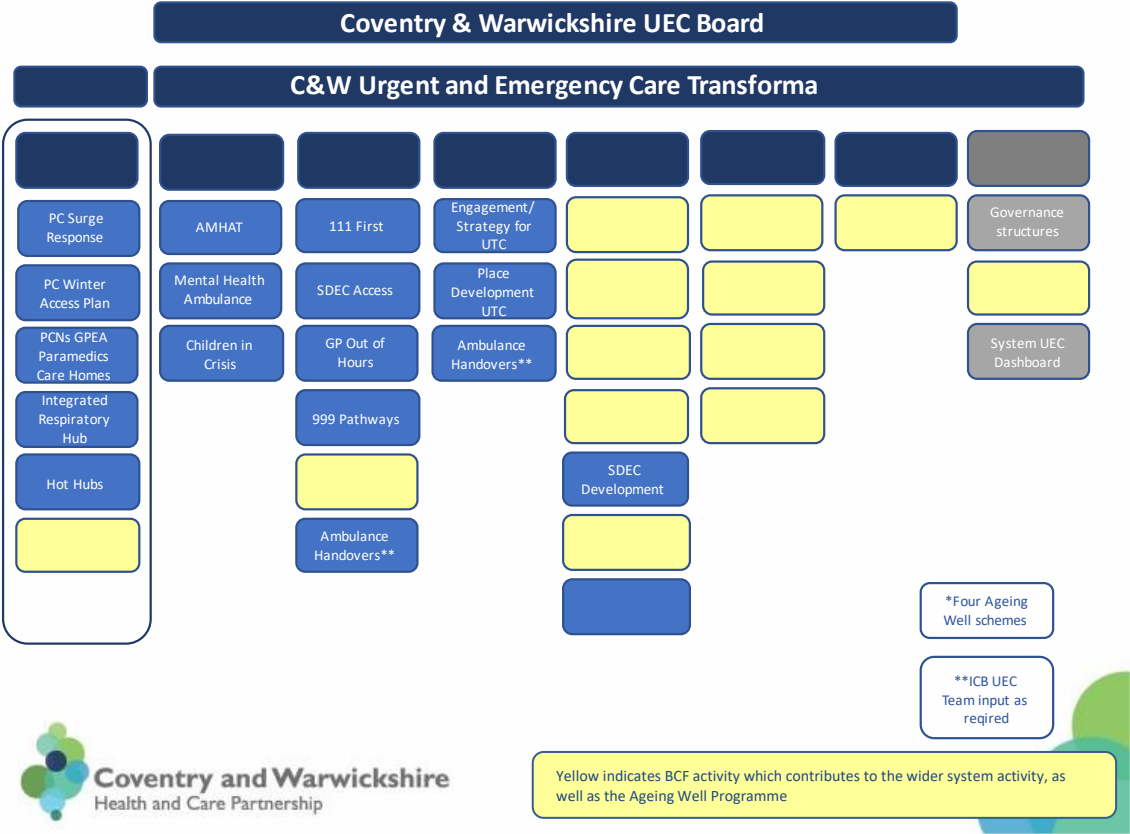 Coventry & Warwickshire UEC Board
C&W Urgent and Emergency Care Transforma
PC Surge
Response
PC Winter
Access Plan
PCNs GPEA
Paramedics
Care Homes
Integrated
Respiratory
Hub
Hot Hubs
AMHAT
Mental Health
Ambulance
Children in
Crisis
111 First
SDEC Access
GP Out of
Hours
999 Pathways
Ambulance
Handovers**
Engagement/
Strategy for
UTC
Place
Development
UTC
Ambulance
Handovers**
SDEC
Development
Governance
structures
System UEC
Dashboard
*Four Ageing
Well schemes
**ICB UEC
Team input as
reqired
Coventry and Warwickshire
Health and Care Partnership
Yellow indicates BCF activity which contributes to the wider system activity, as
well as the Ageing Well Programme